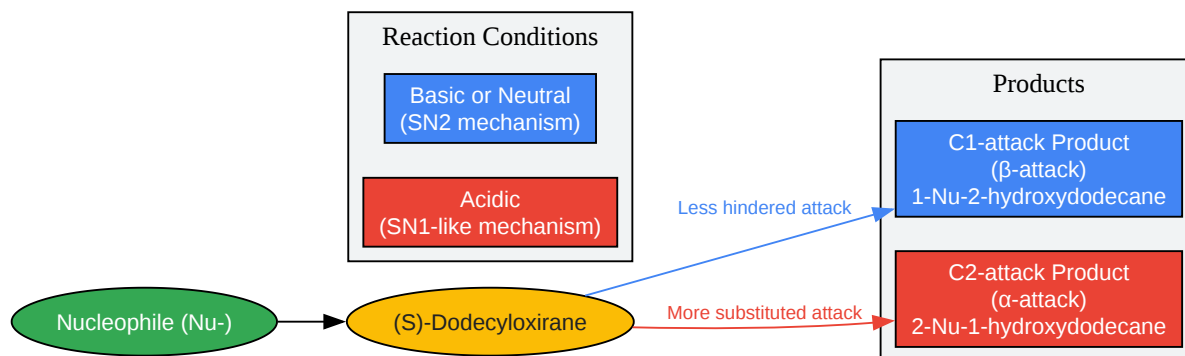 Reaction Conditions
Basic or Neutral
(SN2 mechanism)
Acidic
(SN1-like mechanism)
Nucleophile (Nu-)
(S)-Dodecyloxirane
Less hindered attack
More substituted attack
Products
C1-attack Product
(β-attack)
1-Nu-2-hydroxydodecane
C2-attack Product
(α-attack)
2-Nu-1-hydroxydodecane